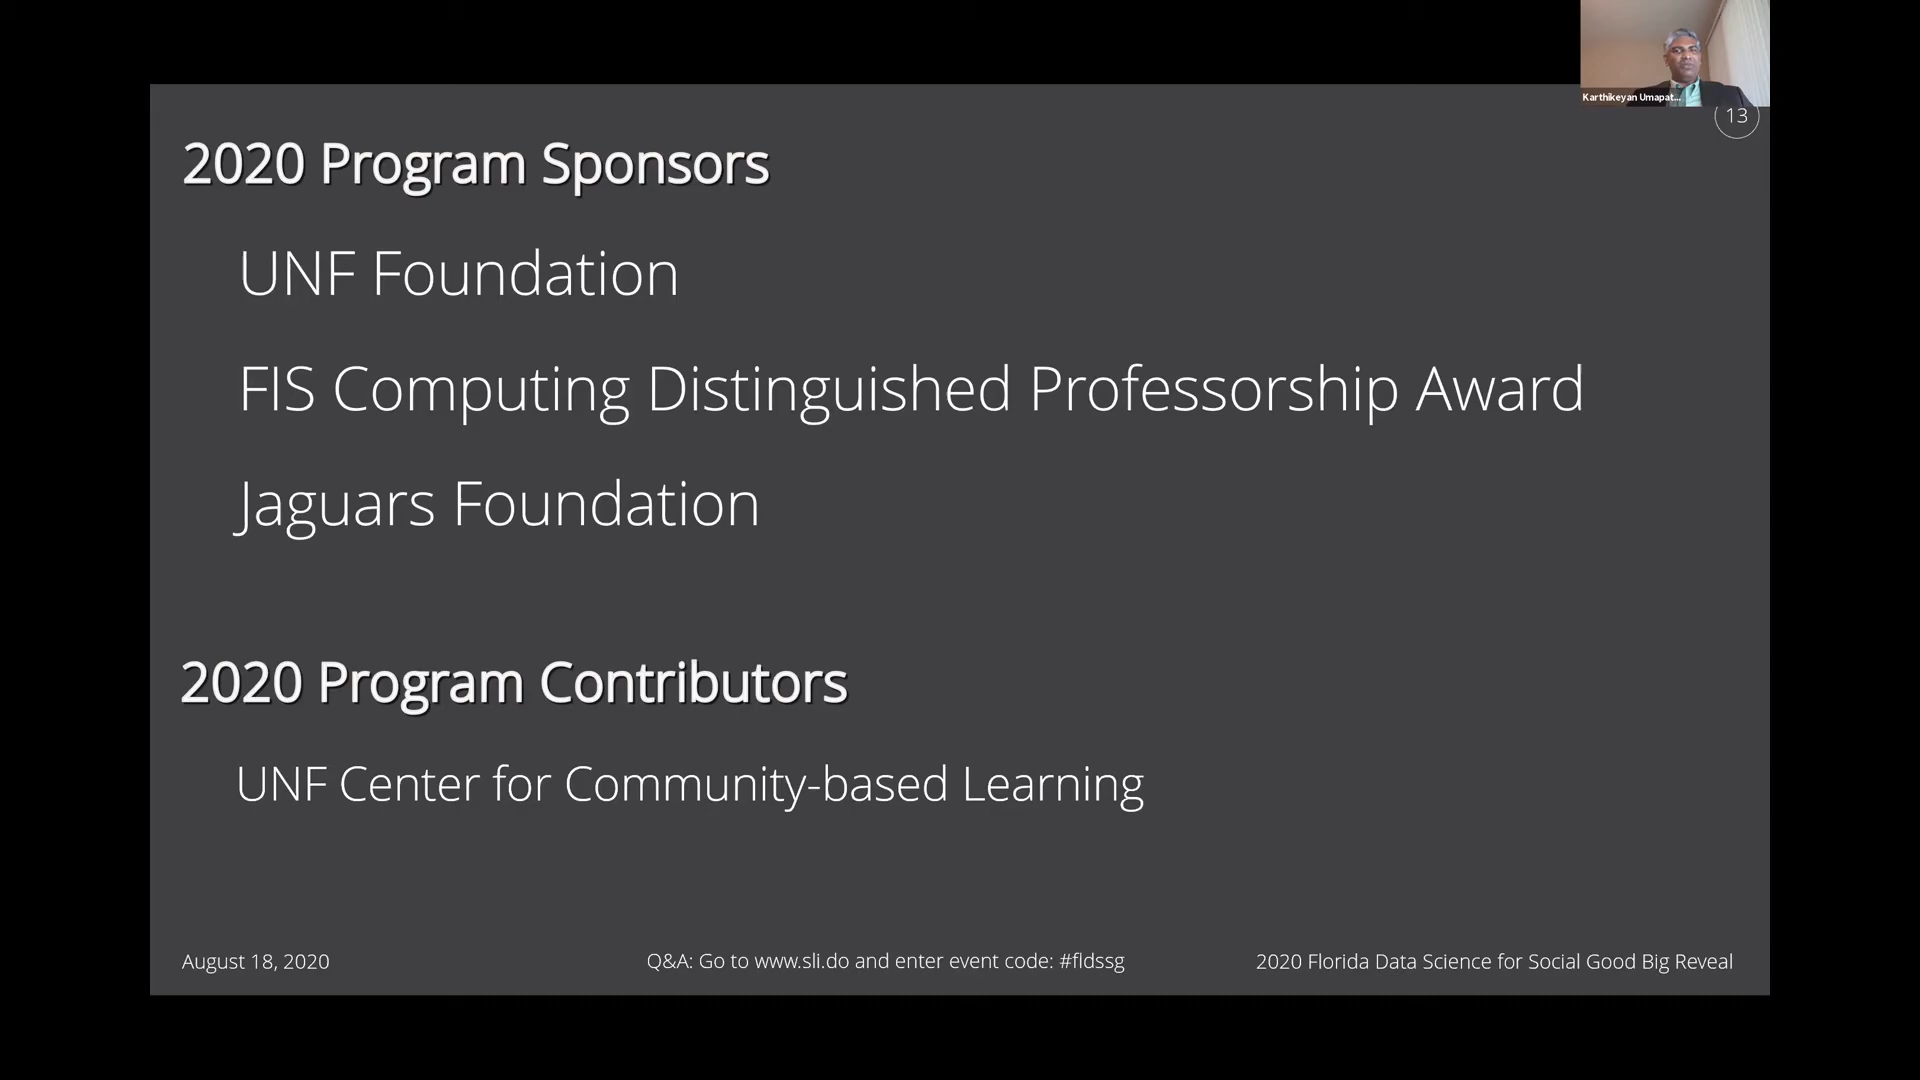 Karthikeyan Umapat...
13
2020 Program Sponsors
UNF Foundation
FIS Computing Distinguished Professorship Award
Jaguars Foundation
2020 Program Contributors
UNF Center for Community-based Learning
August 18, 2020
Q&A: Go to www.sli.do and enter event code: #fldssg
2020 Florida Data Science for Social Good Big Reveal